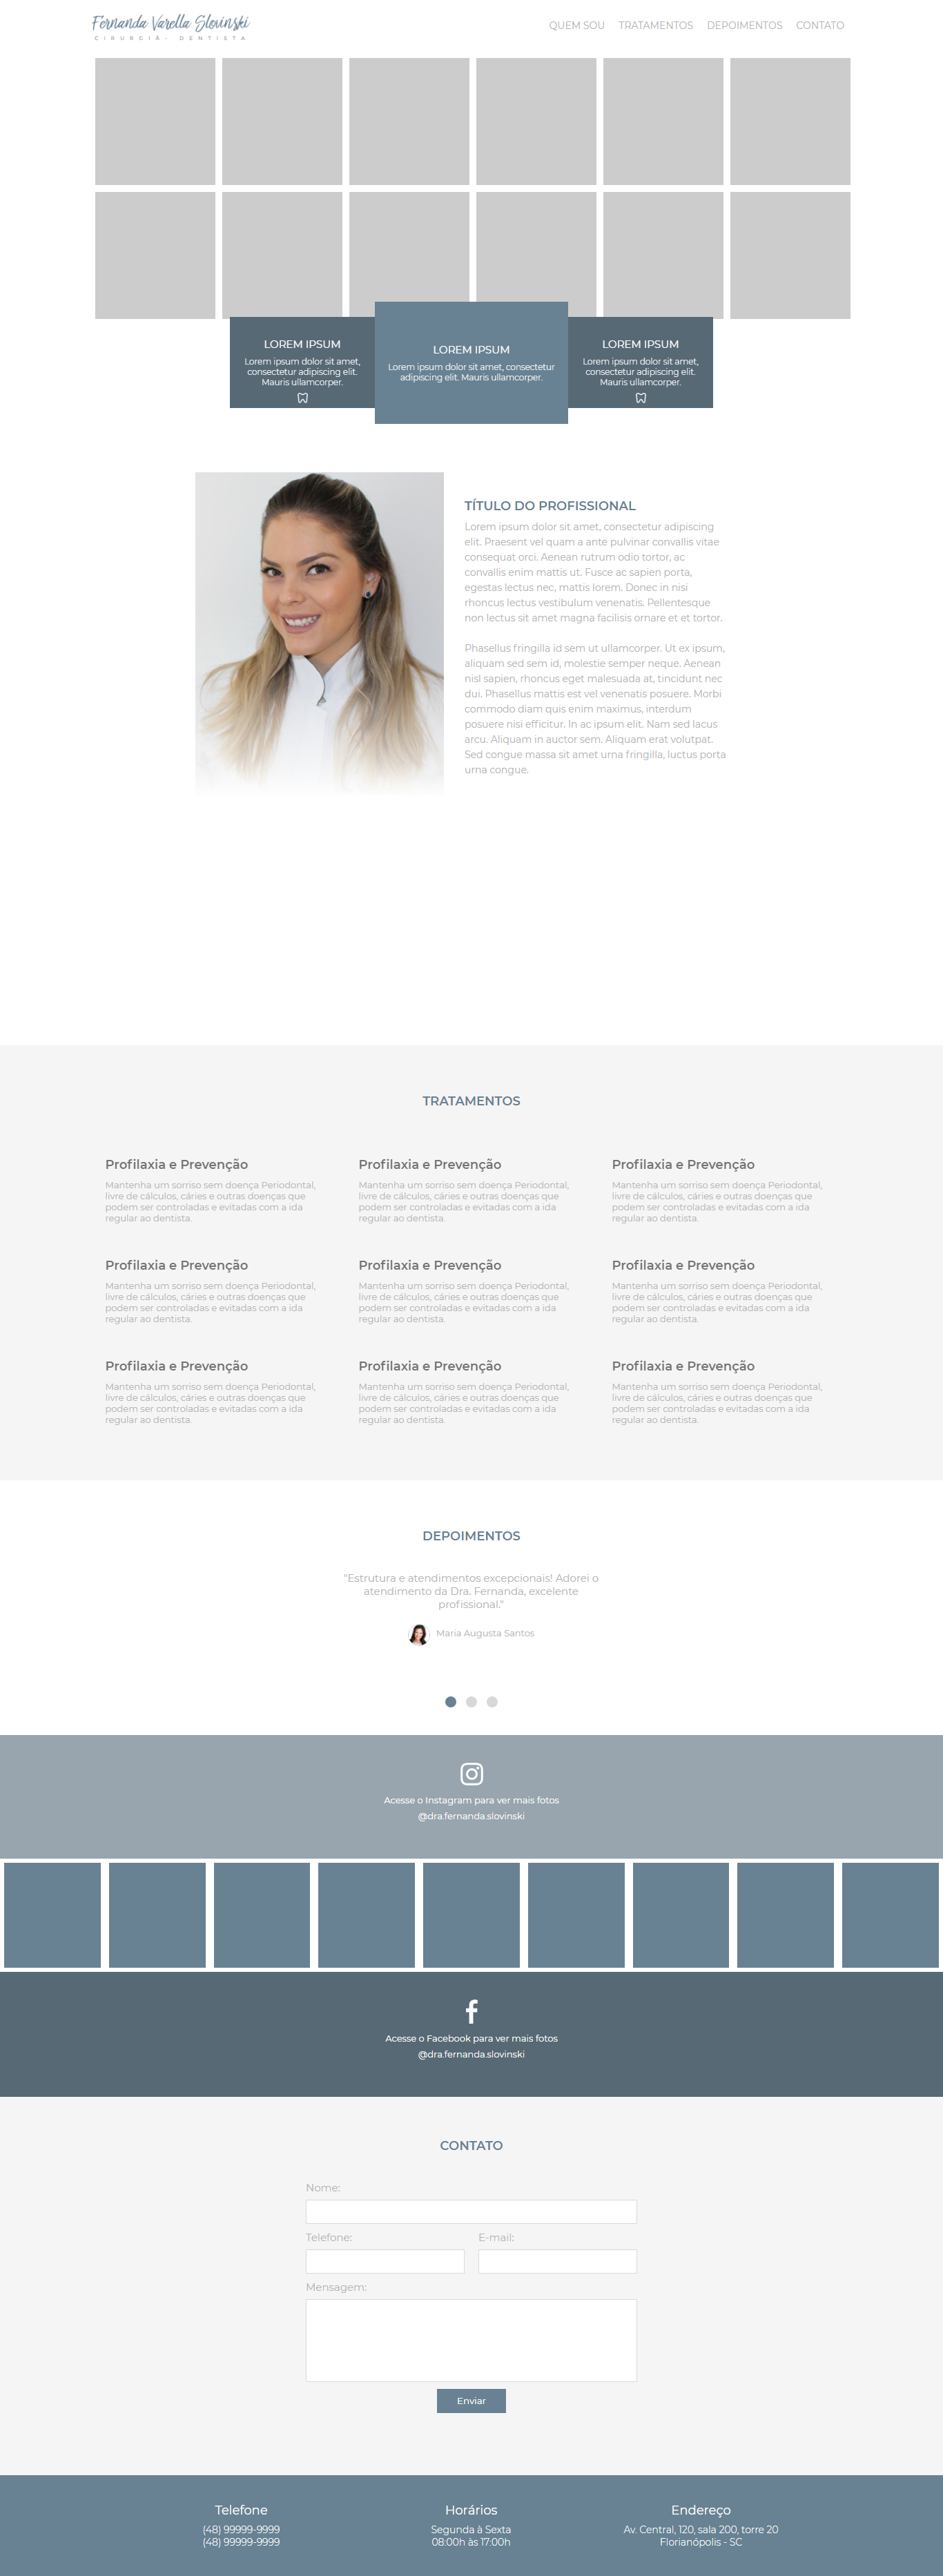 Fernanda Varella Slovinski
CIRURGIÃ- DENTISTA
QUEM SOU TRATAMENTOS DEPOIMENTOS CONTATO
LOREM IPSUM
Lorem ipsum dolor sit amet,
consectetur adipiscing elit.
Mauris ullamcorper.
LOREM IPSUM
Lorem ipsum dolor sit amet, consectetur
adipiscing elit. Mauris ullamcorper.
LOREM IPSUM
Lorem ipsum dolor sit amet,
consectetur adipiscing elit.
Mauris ullamcorper.
TÍTULO DO PROFISSIONAL
Lorem ipsum dolor sit amet, consectetur adipiscing
elit. Praesent vel quam a ante pulvinar convallis vitae
consequat orci. Aenean rutrum odio tortor, ac
convallis enim mattis ut. Fusce ac sapien porta,
egestas lectus nec, mattis lorem. Donec in nisi
rhoncus lectus vestibulum venenatis. Pellentesque
non lectus sit amet magna facilisis ornare et et tortor.
Phasellus fringilla id sem ut ullamcorper. Ut ex ipsum,
aliquam sed sem id, molestie semper neque. Aenean
nisl sapien, rhoncus eget malesuada at, tincidunt nec
dui. Phasellus mattis est vel venenatis posuere. Morbi
commodo diam quis enim maximus, interdum
posuere nisi efficitur. In ac ipsum elit. Nam sed lacus
arcu. Aliquam in auctor sem. Aliquam erat volutpat.
Sed congue massa sit amet urna fringilla, luctus porta
urna congue.
TRATAMENTOS
Profilaxia e Prevenção
Mantenha um sorriso sem doença Periodontal,
livre de cálculos, cáries e outras doenças que
podem ser controladas e evitadas com a ida
regular ao dentista.
Profilaxia e Prevenção
Mantenha um sorriso sem doença Periodontal,
livre de cálculos, cáries e outras doenças que
podem ser controladas e evitadas com a ida
regular ao dentista.
Profilaxia e Prevenção
Mantenha um sorriso sem doença Periodontal,
livre de cálculos, cáries e outras doenças que
podem ser controladas e evitadas com a ida
regular ao dentista.
Profilaxia e Prevenção
Mantenha um sorriso sem doença Periodontal,
livre de cálculos, cáries e outras doenças que
podem ser controladas e evitadas com a ida
regular ao dentista.
Profilaxia e Prevenção
Mantenha um sorriso sem doença Periodontal,
livre de cálculos, cáries e outras doenças que
podem ser controladas e evitadas com a ida
regular ao dentista.
Profilaxia e Prevenção
Mantenha um sorriso sem doença Periodontal,
livre de cálculos, cáries e outras doenças que
podem ser controladas e evitadas com a ida
regular ao dentista.
Profilaxia e Prevenção
Mantenha um sorriso sem doença Periodontal,
livre de cálculos, cáries e outras doenças que
podem ser controladas e evitadas com a ida
regular ao dentista.
Profilaxia e Prevenção
Mantenha um sorriso sem doença Periodontal,
livre de cálculos, cáries e outras doenças que
podem ser controladas e evitadas com a ida
regular ao dentista.
Profilaxia e Prevenção
Mantenha um sorriso sem doença Periodontal,
livre de cálculos, cáries e outras doenças que
podem ser controladas e evitadas com a ida
regular ao dentista.
DEPOIMENTOS
"Estrutura e atendimentos excepcionais! Adorei o
atendimento da Dra. Fernanda, excelente
profissional."
Maria Augusta Santos
Acesse o Instagram para ver mais fotos
@dra.fernanda.slovinski
Acesse o Facebook para ver mais fotos
@dra.fernanda.slovinski
CONTATO
Nome:
Telefone: E-mail:
Mensagem:
Enviar
Telefone
(48) 99999-9999
(48) 99999-9999
Horários
Segunda à Sexta
08:00h às 17:00h
Endereço
Av. Central, 120, sala 200, torre 20
Florianópolis - SC